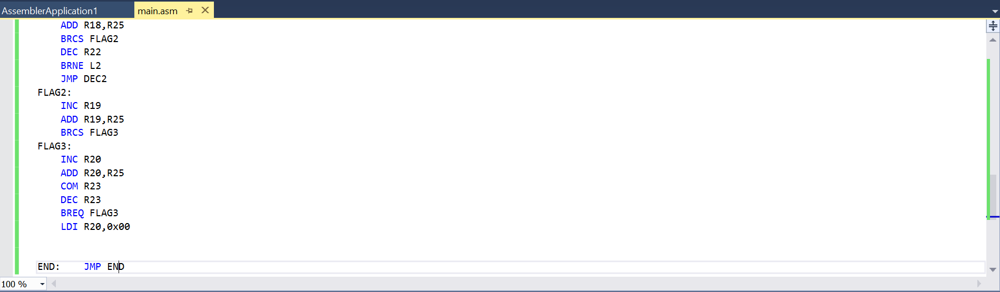 AssemblerApplication1 main.asm
ADD R18,R25
BRCS FLAG2
DEC R22
BRNE L2
JMP DEC2
FLAG2:
INC R19
ADD R19,R25
BRCS FLAG3
FLAG3:
INC R20
ADD R20,R25
COM R23
DEC R23
BREQ FLAG3
LDI R20,0x00
END: JMP END
100 %